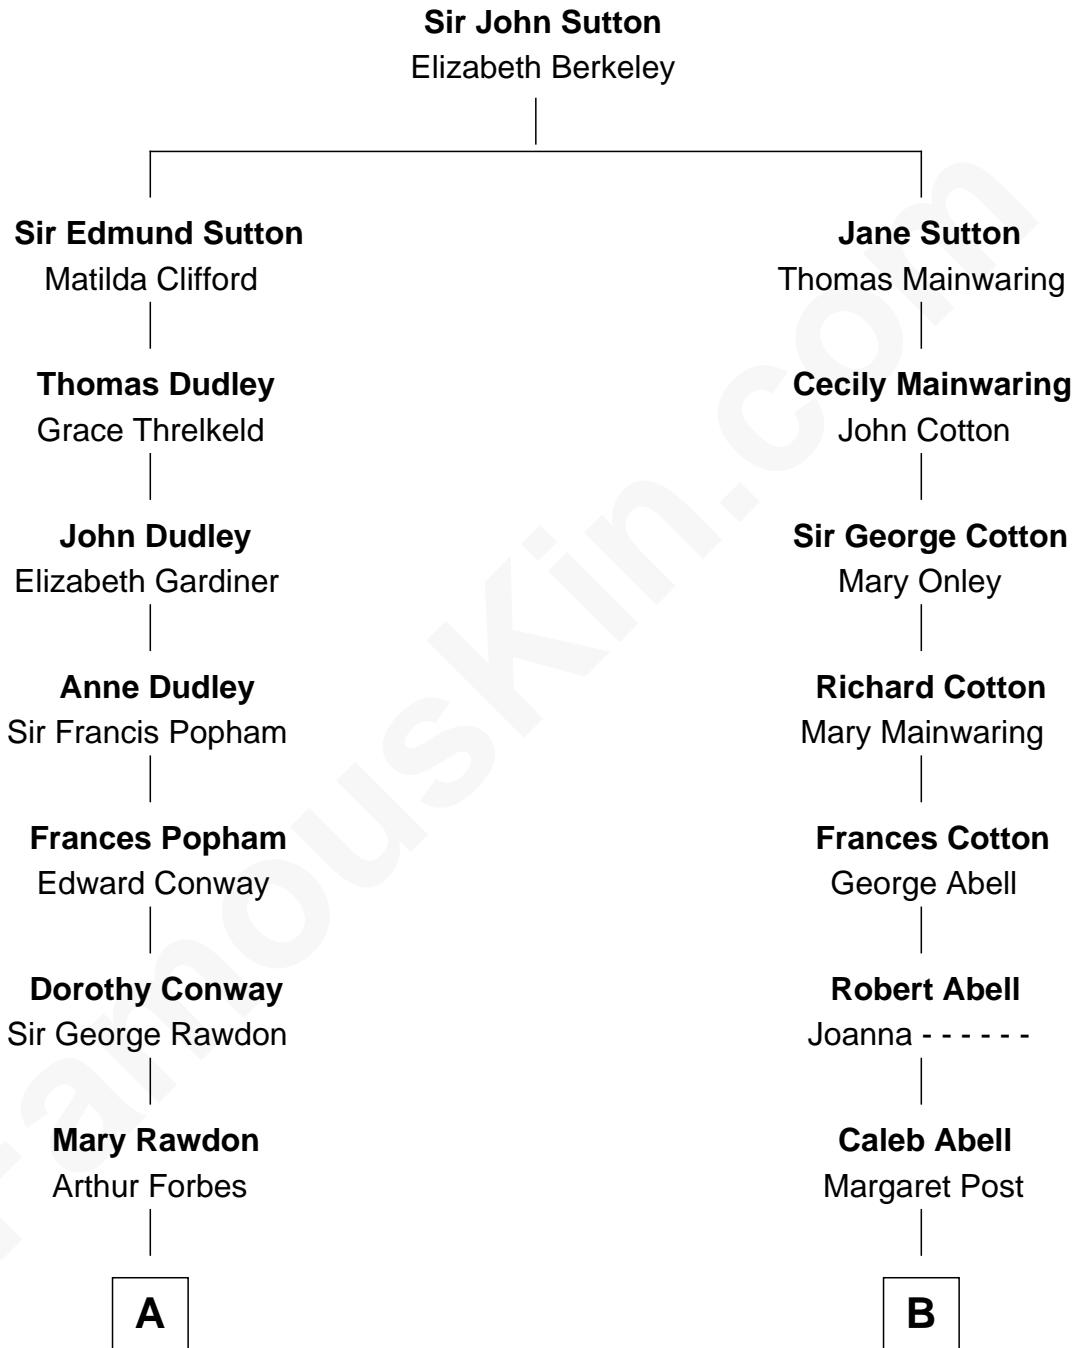 Sir John Sutton
Elizabeth Berkeley
Sir Edmund Sutton
Matilda Clifford
Jane Sutton
Thomas Mainwaring
Thomas Dudley
Grace Threlkeld
Cecily Mainwaring
John Cotton
John Dudley
Elizabeth Gardiner
Sir George Cotton
Mary Onley
Anne Dudley
Sir Francis Popham
Richard Cotton
Mary Mainwaring
Frances Popham
Edward Conway
Frances Cotton
George Abell
Dorothy Conway
Sir George Rawdon
Robert Abell
Joanna - - - - - -
Mary Rawdon
Arthur Forbes
Caleb Abell
Margaret Post
A
B
FamousKin.com